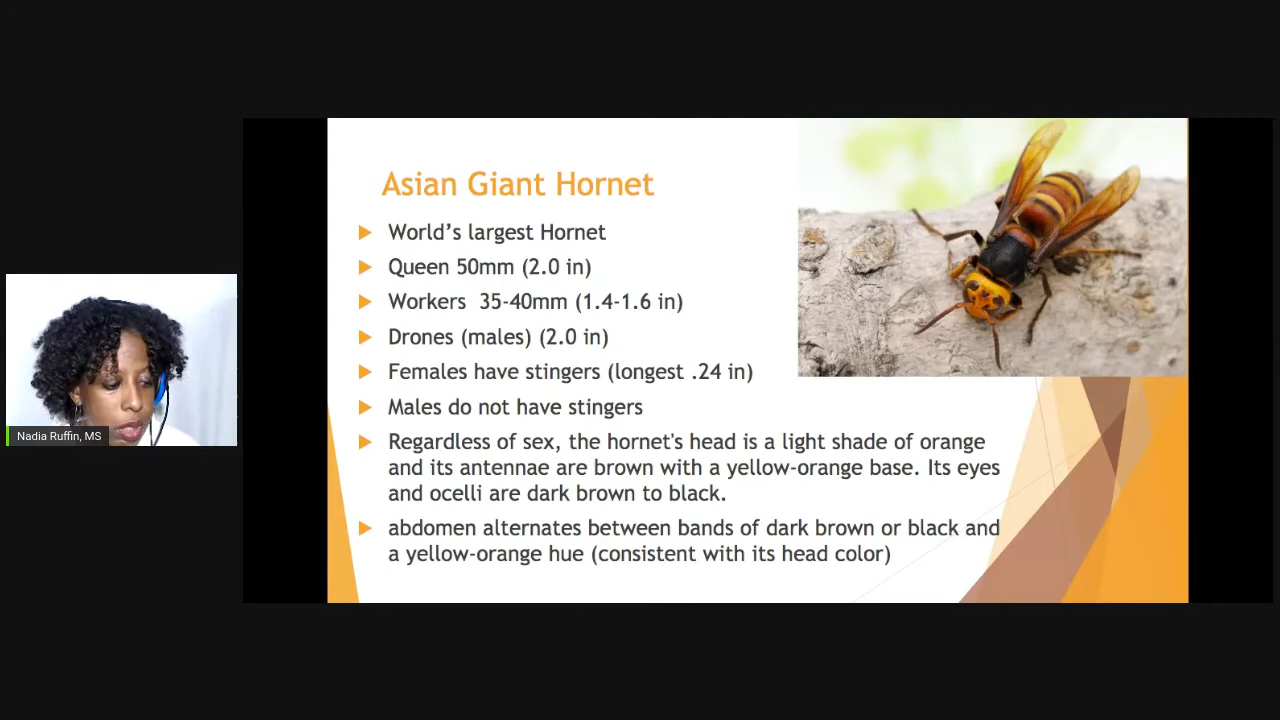 Asian Giant Hornet
World's largest Hornet
Queen 50mm (2.0 in)
Workers 35-40mm (1.4-1.6 in)
Drones (males) (2.0 in)
Females have stingers (longest .24 in)
Males do not have stingers
Regardless of sex, the hornet's head is a light shade of orange
and its antennae are brown with a yellow-orange base. Its eyes
and ocelli are dark brown to black.
abdomen alternates between bands of dark brown or black and
a yellow-orange hue (consistent with its head color)
Nadia Ruffin, MS